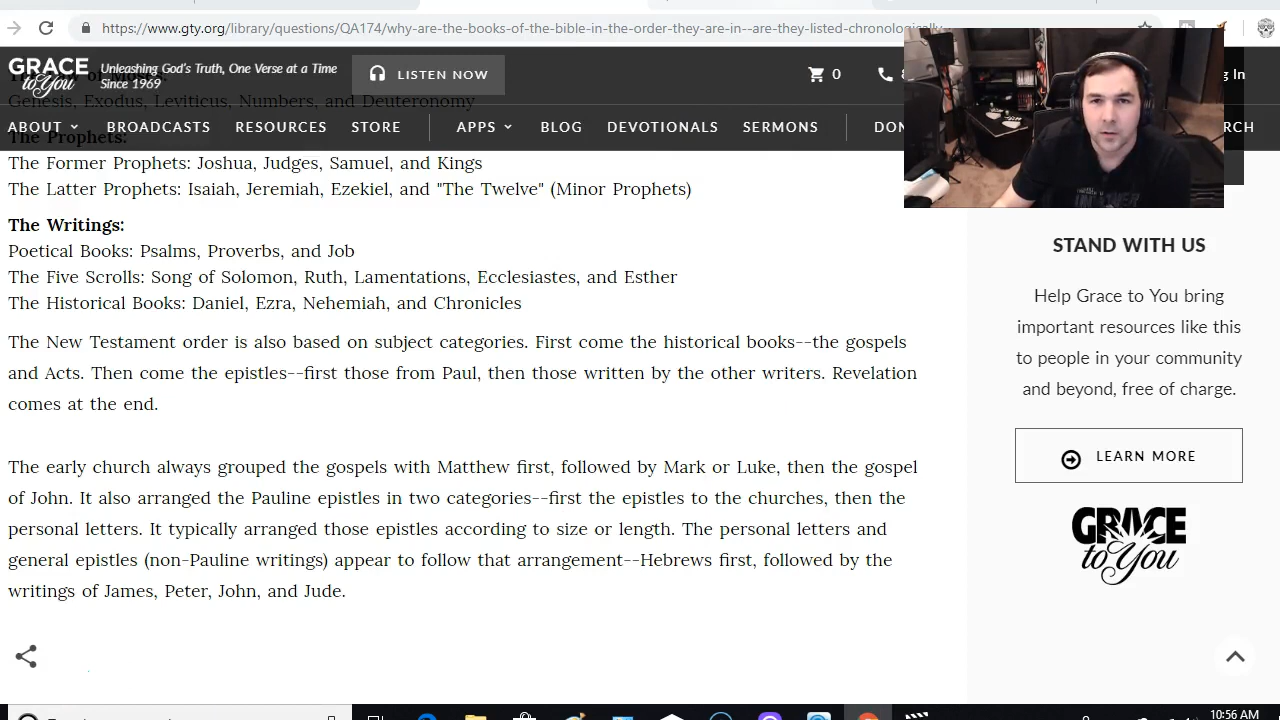 https://www.gty.org/library/questions/QA174/why-are-the-books-of-the-bible-in-the-order-they-are-in--are-they-listed-chronologically
GRACE to You
Unleashing God's Truth, One Verse at a Time
Since 1969
LISTEN NOW
0
Genesis, Exodus, Leviticus, Numbers, and Deuteronomy
ABOUT BROADCASTS RESOURCES STORE APPS BLOG DEVOTIONALS SERMONS
The Prophets:
The Former Prophets: Joshua, Judges, Samuel, and Kings
The Latter Prophets: Isaiah, Jeremiah, Ezekiel, and "The Twelve" (Minor Prophets)
The Writings:
Poetical Books: Psalms, Proverbs, and Job
The Five Scrolls: Song of Solomon, Ruth, Lamentations, Ecclesiastes, and Esther
The Historical Books: Daniel, Ezra, Nehemiah, and Chronicles
The New Testament order is also based on subject categories. First come the historical books--the gospels
and Acts. Then come the epistles--first those from Paul, then those written by the other writers. Revelation
comes at the end.
The early church always grouped the gospels with Matthew first, followed by Mark or Luke, then the gospel
of John. It also arranged the Pauline epistles in two categories--first the epistles to the churches, then the
personal letters. It typically arranged those epistles according to size or length. The personal letters and
general epistles (non-Pauline writings) appear to follow that arrangement--Hebrews first, followed by the
writings of James, Peter, John, and Jude.
STAND WITH US
Help Grace to You bring
important resources like this
to people in your community
and beyond, free of charge.
LEARN MORE
GRACE to You
10:56 AM